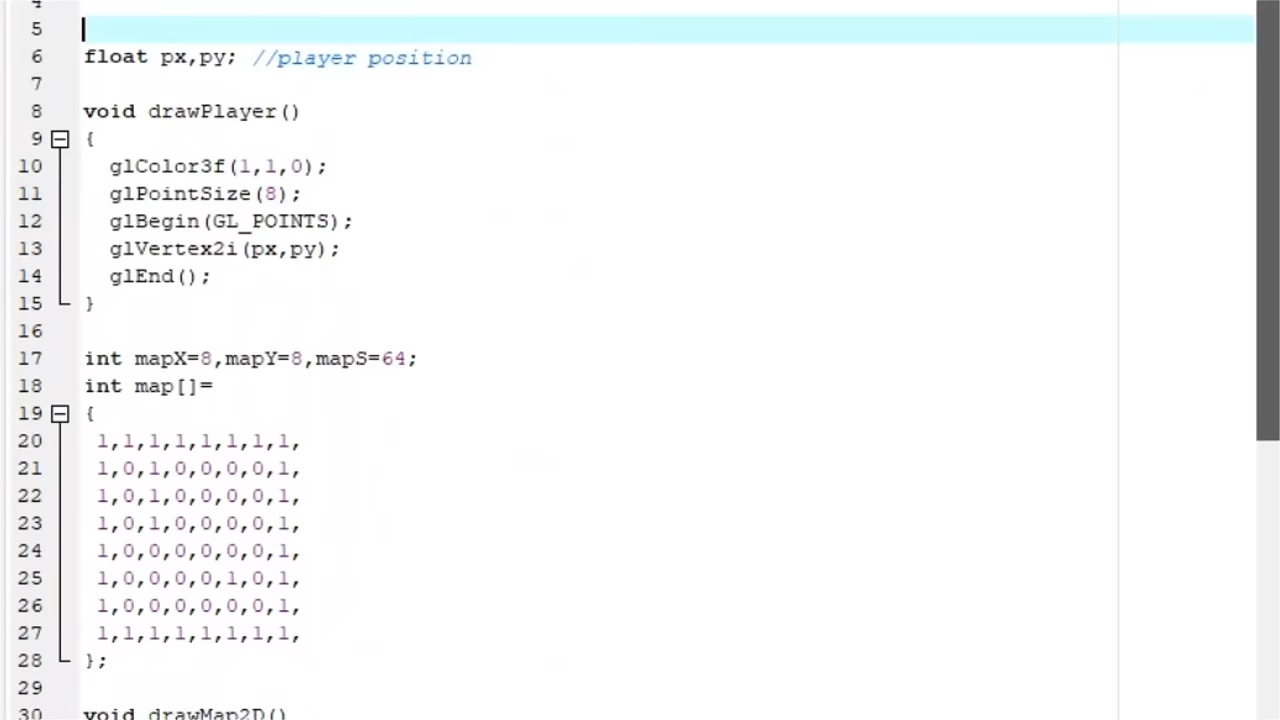 4
5
6 float px,py; //player position
7
8 void drawPlayer()
9 {
10 glColor3f(1,1,0);
11 glPointSize(8);
12 glBegin(GL_POINTS);
13 glVertex2i(px,py);
14 glEnd();
15 }
16
17 int mapX=8,mapY=8,mapS=64;
18 int map[]=
19 {
20 1,1,1,1,1,1,1,1,
21 1,0,1,0,0,0,0,1,
22 1,0,1,0,0,0,0,1,
23 1,0,1,0,0,0,0,1,
24 1,0,0,0,0,0,0,1,
25 1,0,0,0,0,1,0,1,
26 1,0,0,0,0,0,0,1,
27 1,1,1,1,1,1,1,1,
28 };
29
30 void drawMap2D()